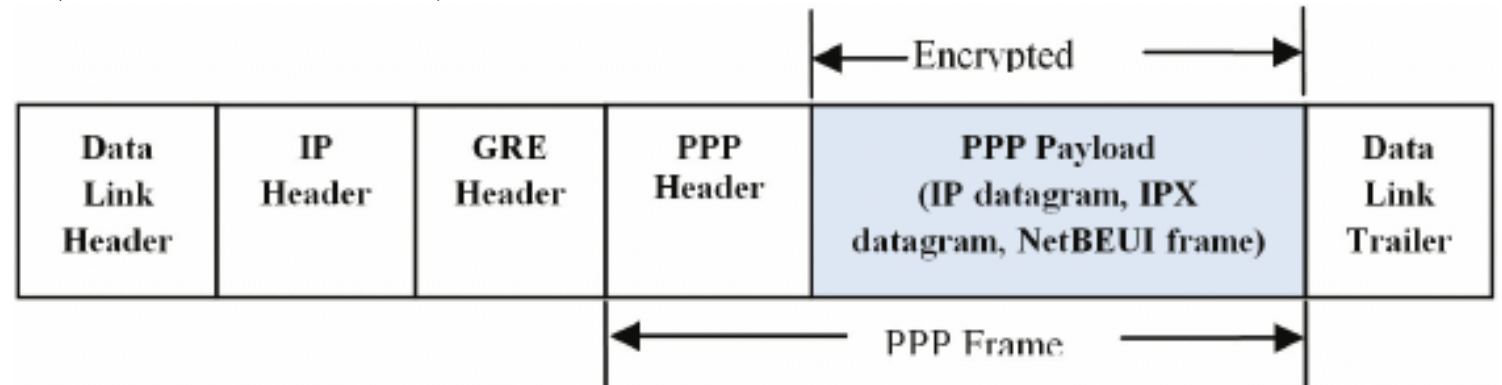 Encrypted
Data
Link
Header
IP
Header
GRE
Header
PPP
Header
PPP Payload
(IP datagram, IPX
datagram, NetBEUI frame)
Data
Link
Trailer
PPP Frame